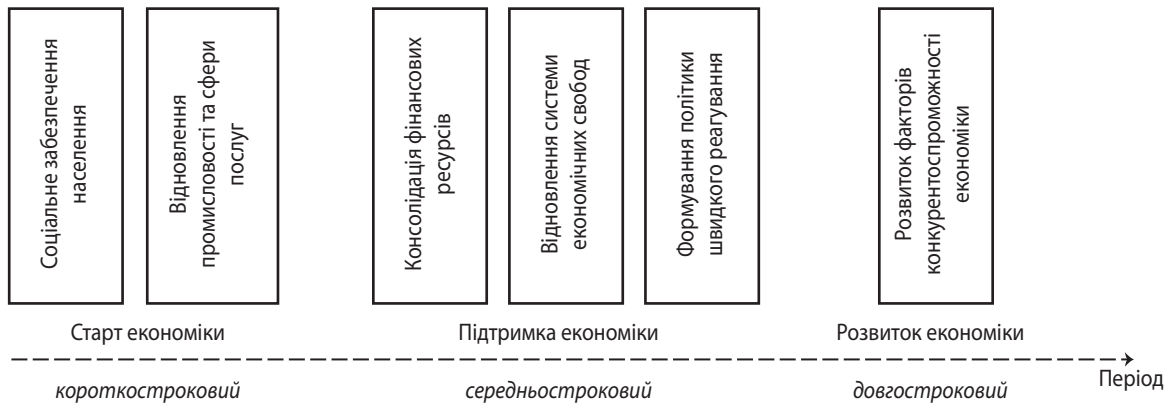 Соціальне забезпечення
населення
Відновлення
промисловості та сфери
послуг
Консолідація фінансових
ресурсів
Відновлення системи
економічних свобод
Формування політики
швидкого реагування
Розвиток факторів
конкурентоспроможності
економіки
Старт економіки
Підтримка економіки
Розвиток економіки
Період
короткостроковий
середньостроковий
довгостроковий